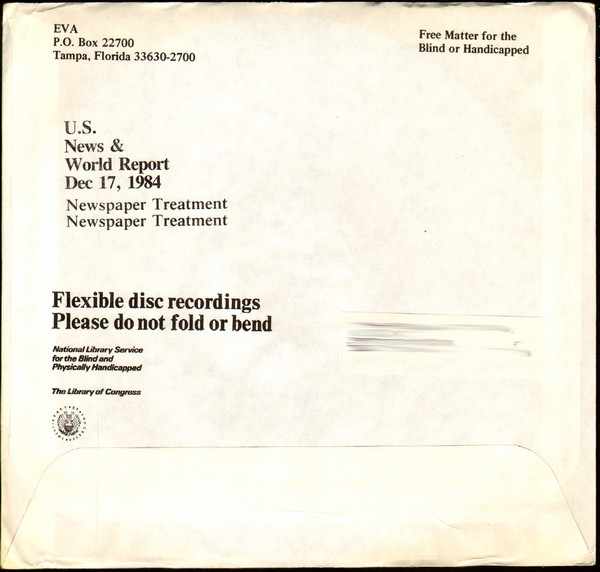 EVA
P.O. Box 22700
Tampa, Florida 33630-2700
Free Matter for the
Blind or Handicapped
U.S.
News &
World Report
Dec 17, 1984
Newspaper Treatment
Newspaper Treatment
Flexible disc recordings
Please do not fold or bend
National Library Service
for the Blind and
Physically Handicapped
The Library of Congress